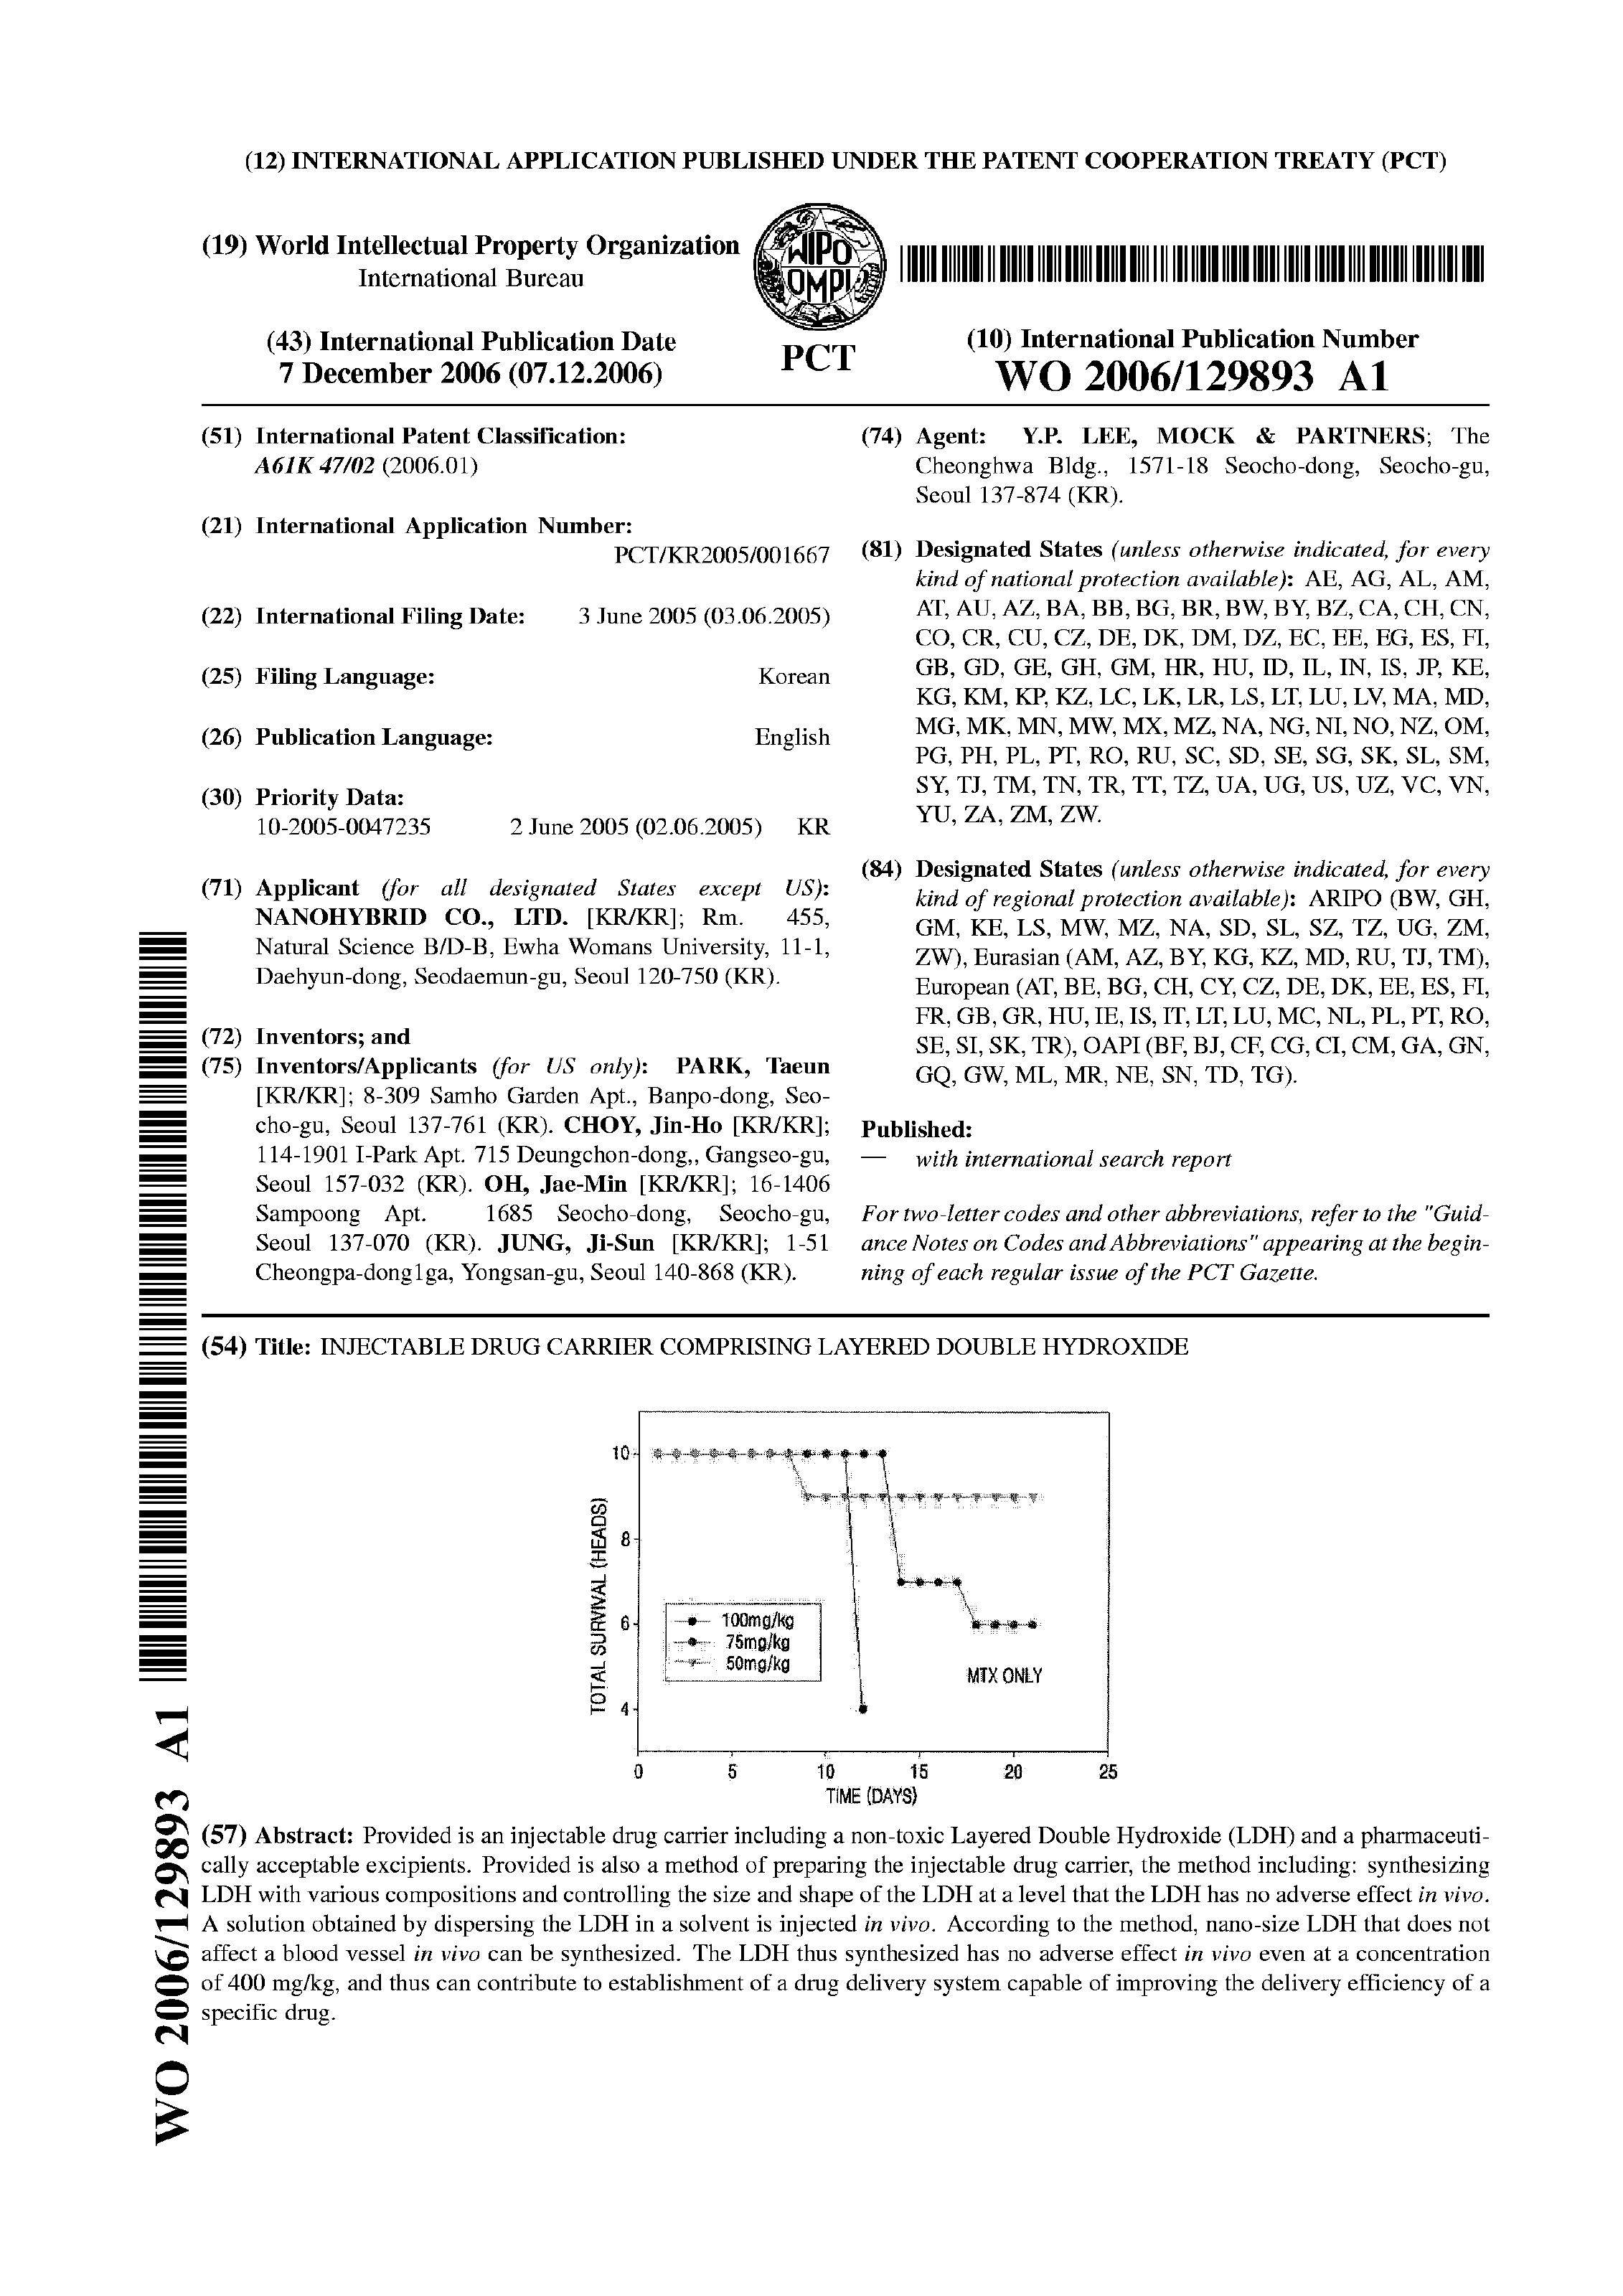 (12) INTERNATIONAL APPLICATION PUBLISHED UNDER THE PATENT COOPERATION TREATY (PCT)
(19) World Intellectual Property Organization
International Bureau
WIPO
OMPI
PCT
(43) International Publication Date
7 December 2006 (07.12.2006)
(10) International Publication Number
WO 2006/129893 A1
(51) International Patent Classification:
A61K 47/02 (2006.01)
(21) International Application Number:
PCT/KR2005/001667
(22) International Filing Date: 3 June 2005 (03.06.2005)
(25) Filing Language: Korean
(26) Publication Language: English
(30) Priority Data:
10-2005-0047235 2 June 2005 (02.06.2005) KR
(71) Applicant (for all designated States except US):
NANOHYBRID CO., LTD. [KR/KR]; Rm. 455,
Natural Science B/D-B, Ewha Womans University, 11-1,
Daehyun-dong, Seodaemun-gu, Seoul 120-750 (KR).
(72) Inventors; and
(75) Inventors/Applicants (for US only): PARK, Taeun
[KR/KR]; 8-309 Samho Garden Apt., Banpo-dong, Seo-
cho-gu, Seoul 137-761 (KR). CHOY, Jin-Ho [KR/KR];
114-1901 I-Park Apt. 715 Deungchon-dong,, Gangseo-gu,
Seoul 157-032 (KR). OH, Jae-Min [KR/KR]; 16-1406
Sampoong Apt. 1685 Seocho-dong, Seocho-gu,
Seoul 137-070 (KR). JUNG, Ji-Sun [KR/KR]; 1-51
Cheongpa-dong1ga, Yongsan-gu, Seoul 140-868 (KR).
(74) Agent: Y.P. LEE, MOCK & PARTNERS; The
Cheonghwa Bldg., 1571-18 Seocho-dong, Seocho-gu,
Seoul 137-874 (KR).
(81) Designated States (unless otherwise indicated, for every
kind of national protection available): AE, AG, AL, AM,
AT, AU, AZ, BA, BB, BG, BR, BW, BY, BZ, CA, CH, CN,
CO, CR, CU, CZ, DE, DK, DM, DZ, EC, EE, EG, ES, FI,
GB, GD, GE, GH, GM, HR, HU, ID, IL, IN, IS, JP, KE,
KG, KM, KP, KZ, LC, LK, LR, LS, LT, LU, LV, MA, MD,
MG, MK, MN, MW, MX, MZ, NA, NG, NI, NO, NZ, OM,
PG, PH, PL, PT, RO, RU, SC, SD, SE, SG, SK, SL, SM,
SY, TJ, TM, TN, TR, TT, TZ, UA, UG, US, UZ, VC, VN,
YU, ZA, ZM, ZW.
(84) Designated States (unless otherwise indicated, for every
kind of regional protection available): ARIPO (BW, GH,
GM, KE, LS, MW, MZ, NA, SD, SL, SZ, TZ, UG, ZM,
ZW), Eurasian (AM, AZ, BY, KG, KZ, MD, RU, TJ, TM),
European (AT, BE, BG, CH, CY, CZ, DE, DK, EE, ES, FI,
FR, GB, GR, HU, IE, IS, IT, LT, LU, MC, NL, PL, PT, RO,
SE, SI, SK, TR), OAPI (BF, BJ, CF, CG, CI, CM, GA, GN,
GQ, GW, ML, MR, NE, SN, TD, TG).
Published:
— with international search report
For two-letter codes and other abbreviations, refer to the "Guid-
ance Notes on Codes and Abbreviations" appearing at the begin-
ning of each regular issue of the PCT Gazette.
(54) Title: INJECTABLE DRUG CARRIER COMPRISING LAYERED DOUBLE HYDROXIDE
TOTAL SURVIVAL (HEADS)
10
8
6
4
100mg/kg
75mg/kg
50mg/kg
MTX ONLY
0 5 10 15 20 25
TIME (DAYS)
(57) Abstract: Provided is an injectable drug carrier including a non-toxic Layered Double Hydroxide (LDH) and a pharmaceuti-
cally acceptable excipients. Provided is also a method of preparing the injectable drug carrier, the method including: synthesizing
LDH with various compositions and controlling the size and shape of the LDH at a level that the LDH has no adverse effect in vivo.
A solution obtained by dispersing the LDH in a solvent is injected in vivo. According to the method, nano-size LDH that does not
affect a blood vessel in vivo can be synthesized. The LDH thus synthesized has no adverse effect in vivo even at a concentration
of 400 mg/kg, and thus can contribute to establishment of a drug delivery system capable of improving the delivery efficiency of a
specific drug.
WO 2006/129893 A1